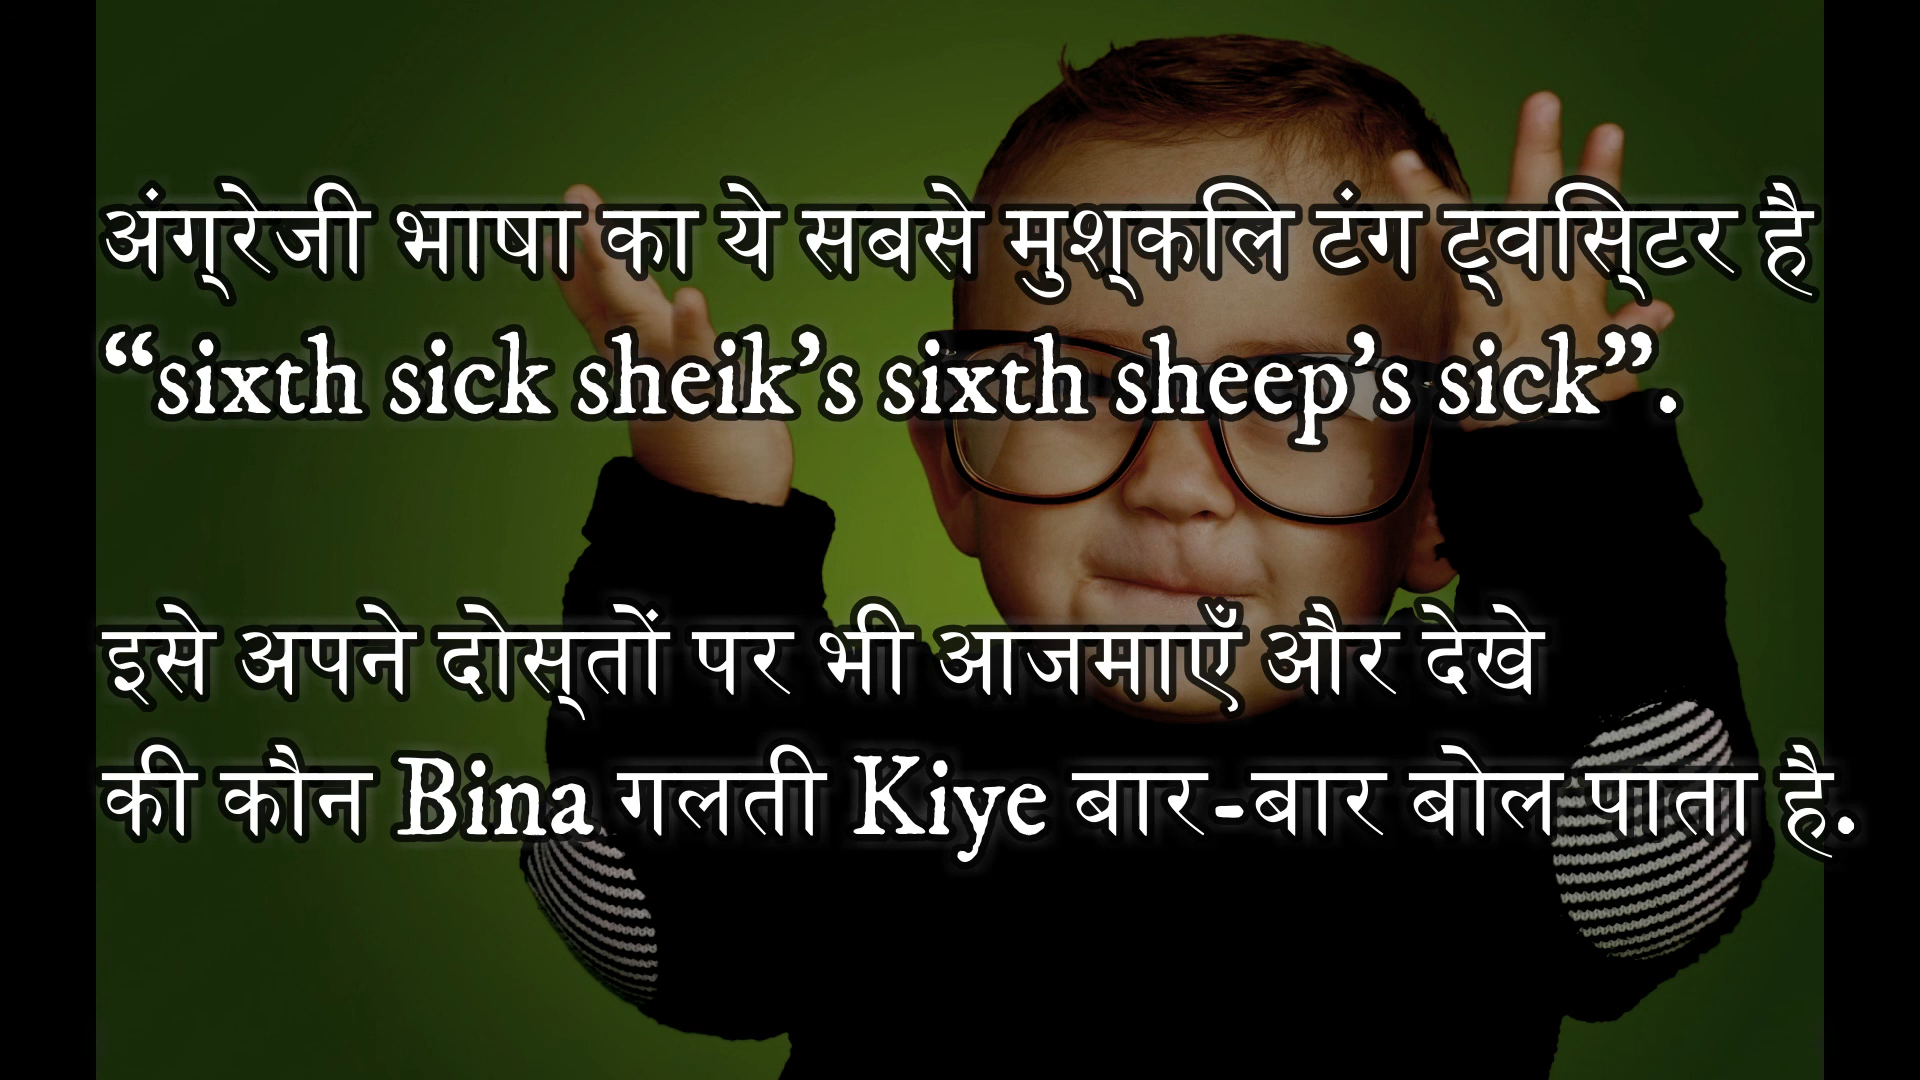 अंग्रेजी भाषा का ये सबसे मुश्किल टंग ट्विस्टर है
“sixth sick sheik’s sixth sheep’s sick”.
इसे अपने दोस्तों पर भी आजमाएँ और देखे
की कौन Bina गलती Kiye बार-बार बोल पाता है.